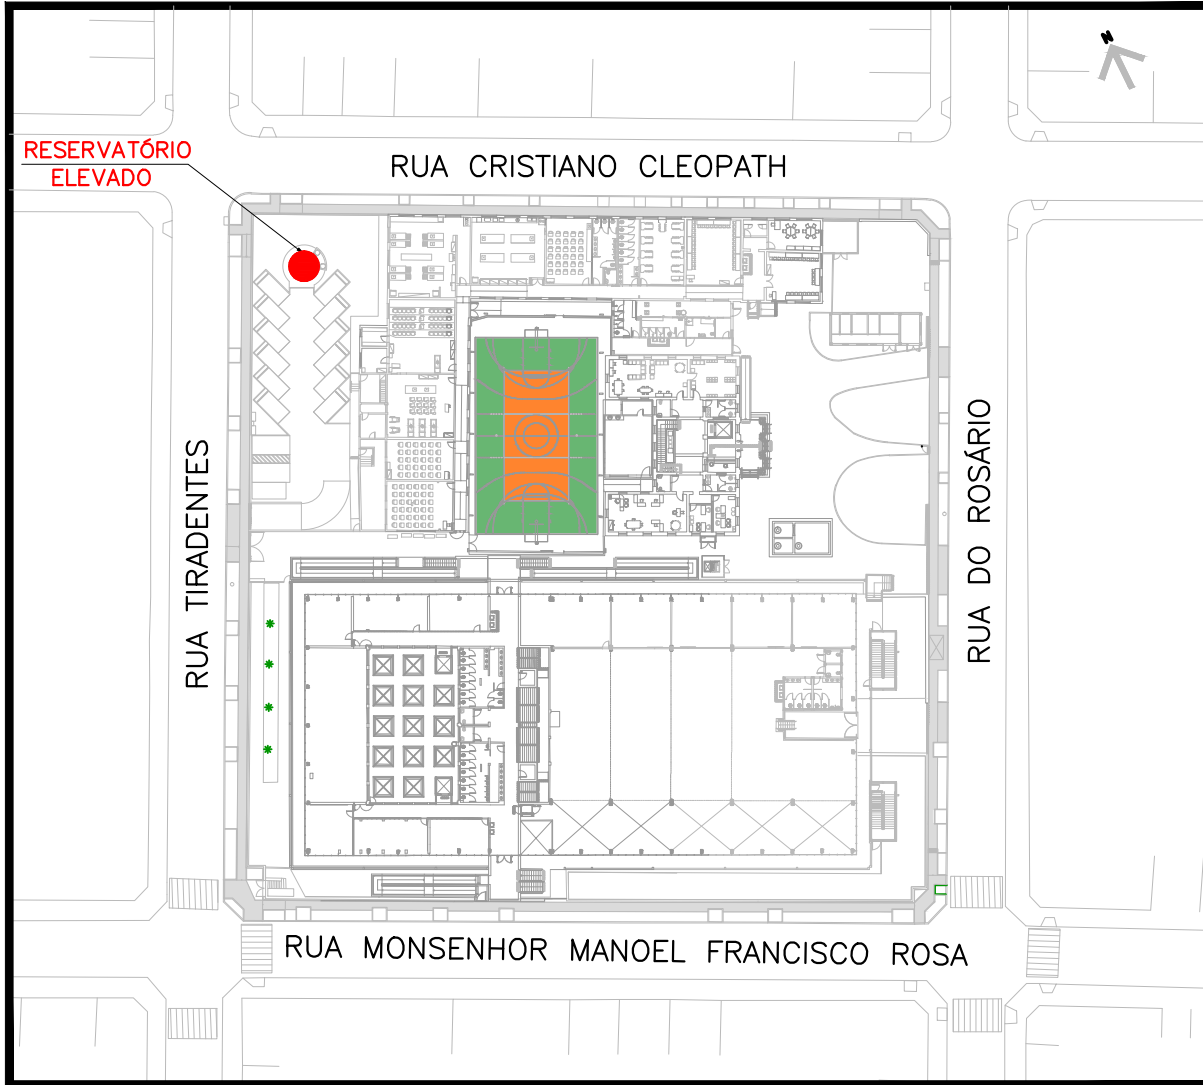 N
RESERVATÓRIO
ELEVADO
RUA CRISTIANO CLEOPATH
RUA TIRADENTES
RUA DO ROSÁRIO
RUA MONSENHOR MANOEL FRANCISCO ROSA